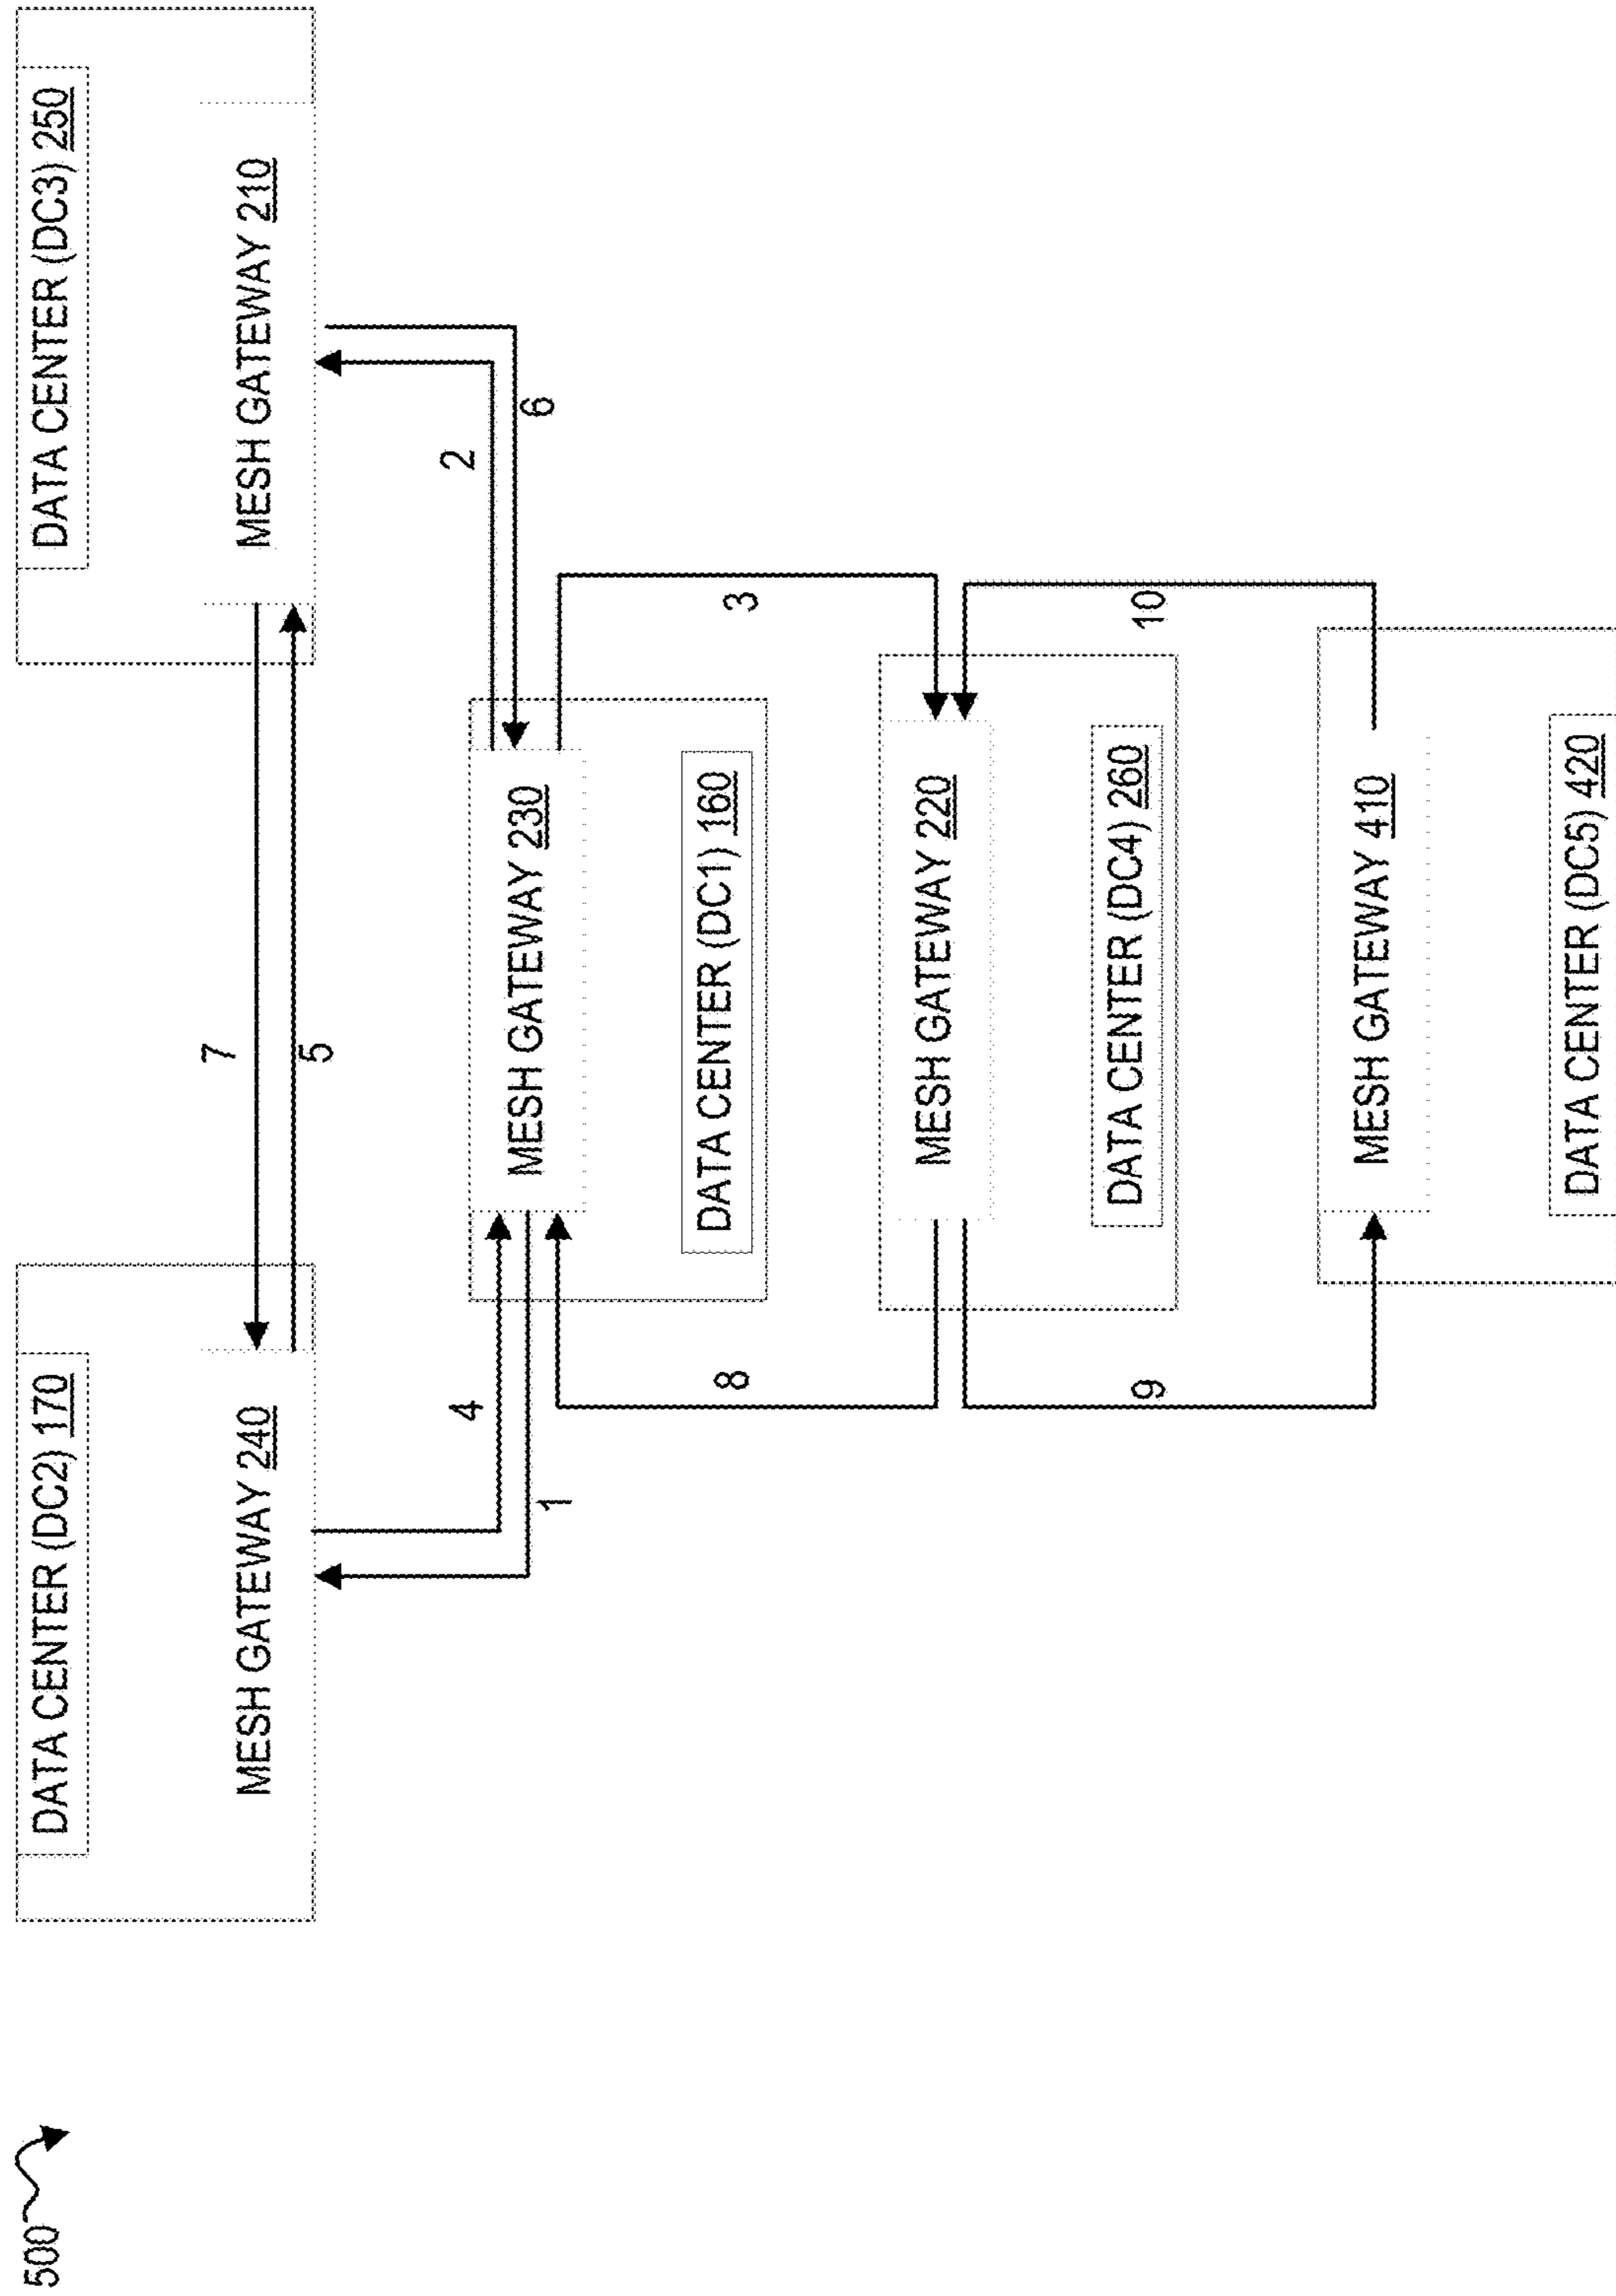 500
DATA CENTER (DC2) 170
MESH GATEWAY 240
DATA CENTER (DC3) 250
MESH GATEWAY 210
7
5
4
1
2
6
MESH GATEWAY 230
DATA CENTER (DC1) 160
8
3
MESH GATEWAY 220
DATA CENTER (DC4) 260
9
10
MESH GATEWAY 410
DATA CENTER (DC5) 420